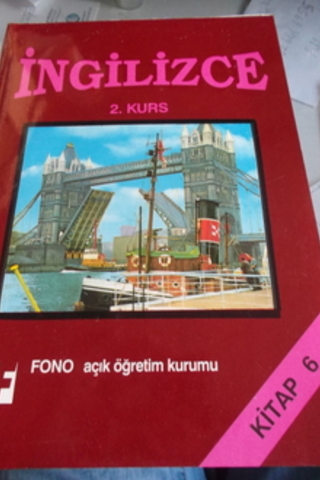 İNGİLİZCE
2. KURS
FONO açık öğretim kurumu
KİTAP 6